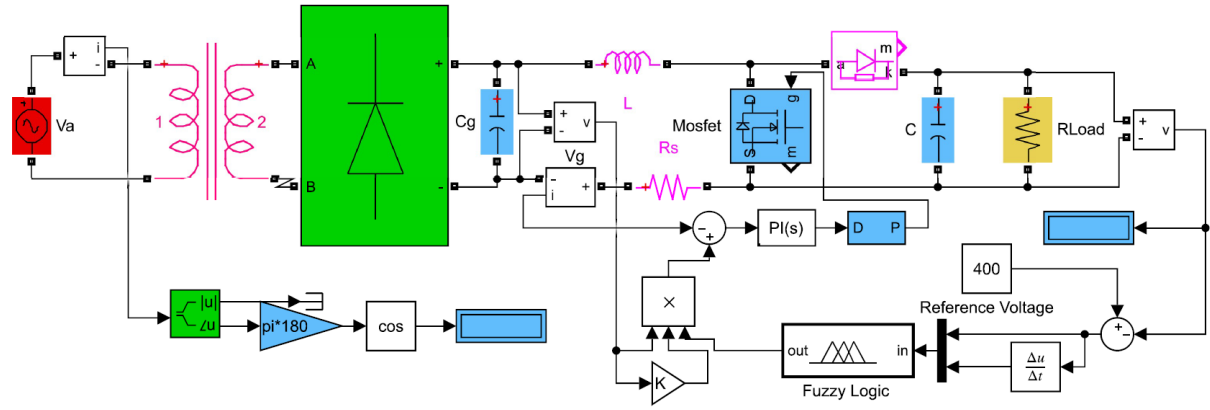 + i -
Va
1 2
A
B
+
-
Cg
+ - v
Vg
- i +
L
Rs
Mosfet
D g
S m
a m k
C
RLoad
+ - v
PI(s)
D P
400
Reference Voltage
|u|
∠u
pi*180
cos
×
K
out in
Fuzzy Logic
Δu
Δt